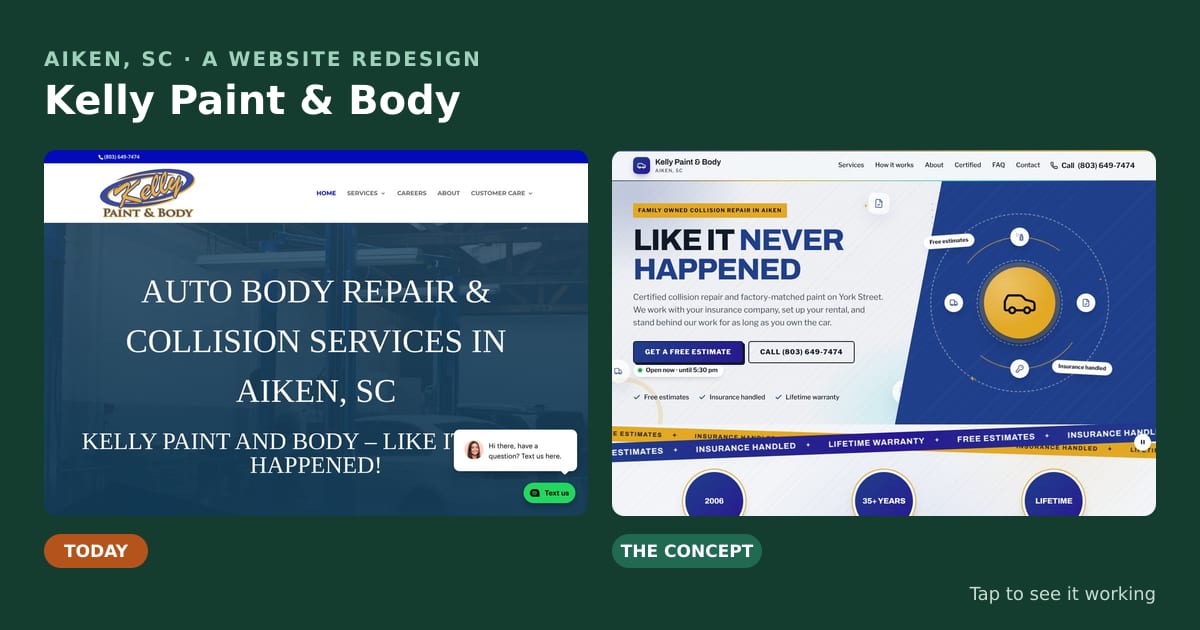 AIKEN, SC · A WEBSITE REDESIGN
Kelly Paint & Body
(803) 649-7474
Kelly
PAINT & BODY
HOME SERVICES CAREERS ABOUT CUSTOMER CARE
AUTO BODY REPAIR &
COLLISION SERVICES IN
AIKEN, SC
KELLY PAINT AND BODY – LIKE IT
HAPPENED!
Hi there, have a
question? Text us here.
Text us
TODAY
Kelly Paint & Body
AIKEN, SC
Services How it works About Certified FAQ Contact Call (803) 649-7474
FAMILY OWNED COLLISION REPAIR IN AIKEN
LIKE IT NEVER
HAPPENED
Certified collision repair and factory-matched paint on York Street.
We work with your insurance company, set up your rental, and
stand behind our work for as long as you own the car.
GET A FREE ESTIMATE CALL (803) 649-7474
Open now · until 5:30 pm
Free estimates Insurance handled Lifetime warranty
Free estimates
Insurance handled
E ESTIMATES + INSURANCE HANDLED
ESTIMATES + INSURANCE HANDLED + LIFETIME WARRANTY + FREE ESTIMATES + INSURANCE HANDL
INSURANCE HANDLED +
2006
35+ YEARS
LIFETIME
THE CONCEPT
Tap to see it working